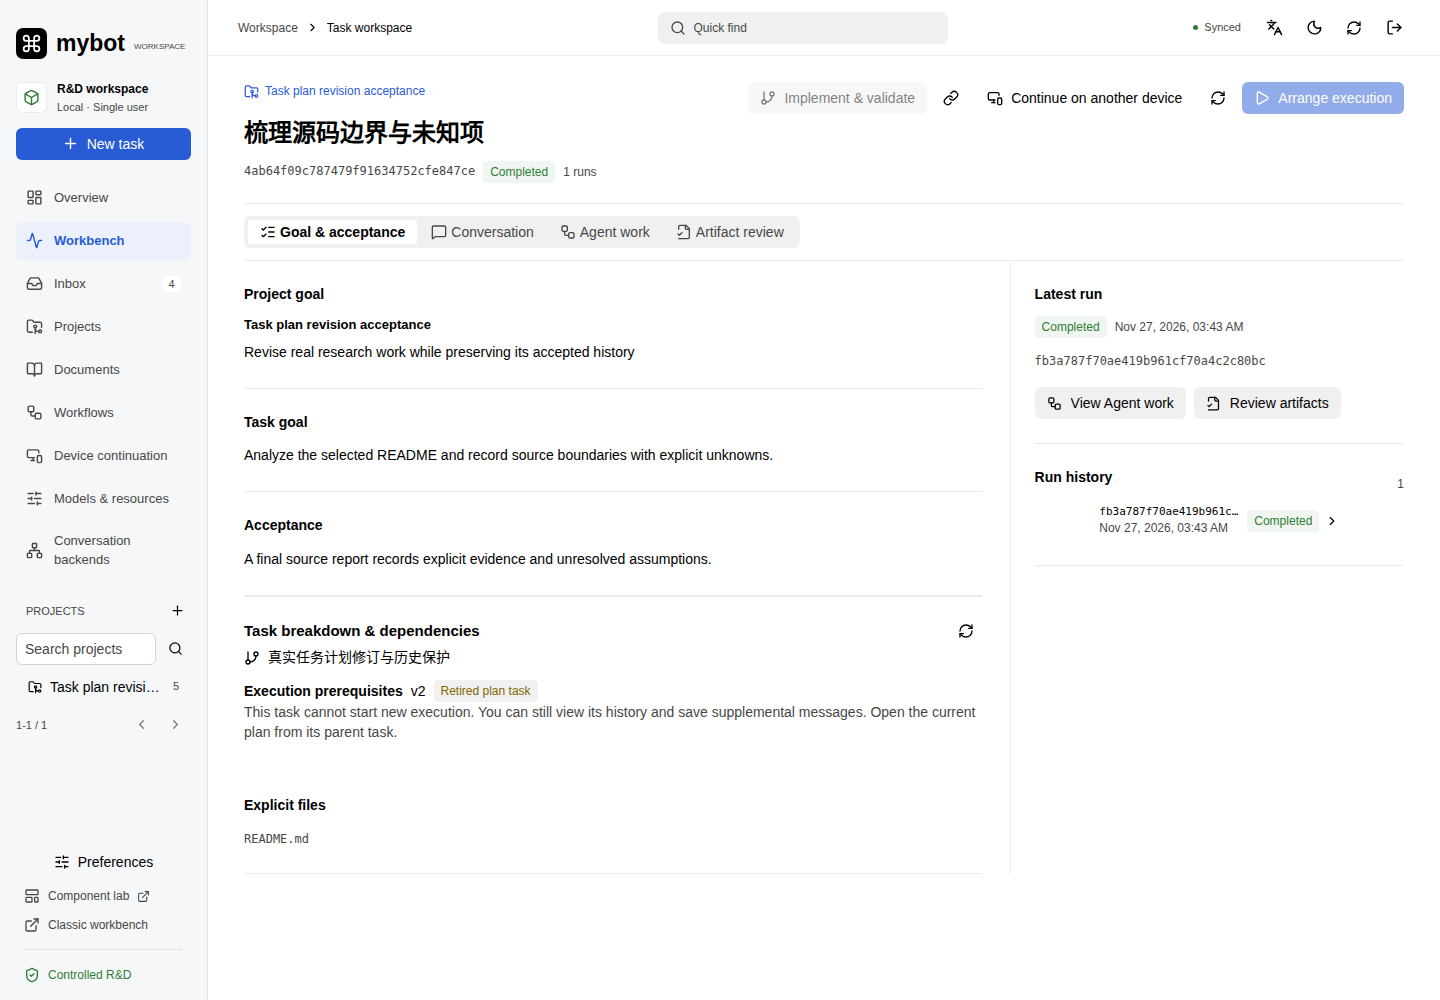 mybot WORKSPACE
R&D workspace
Local · Single user
New task
Overview
Workbench
Inbox 4
Projects
Documents
Workflows
Device continuation
Models & resources
Conversation
backends
PROJECTS
Search projects
Task plan revisi… 5
1-1 / 1
Preferences
Component lab
Classic workbench
Controlled R&D
Workspace Task workspace
Quick find
Synced
Task plan revision acceptance
Implement & validate
Continue on another device
Arrange execution
梳理源码边界与未知项
4ab64f09c787479f91634752cfe847ce Completed 1 runs
Goal & acceptance Conversation Agent work Artifact review
Project goal
Task plan revision acceptance
Revise real research work while preserving its accepted history
Task goal
Analyze the selected README and record source boundaries with explicit unknowns.
Acceptance
A final source report records explicit evidence and unresolved assumptions.
Task breakdown & dependencies
真实任务计划修订与历史保护
Execution prerequisites v2 Retired plan task
This task cannot start new execution. You can still view its history and save supplemental messages. Open the current
plan from its parent task.
Explicit files
README.md
Latest run
Completed Nov 27, 2026, 03:43 AM
fb3a787f70ae419b961cf70a4c2c80bc
View Agent work Review artifacts
Run history 1
fb3a787f70ae419b961c…
Nov 27, 2026, 03:43 AM
Completed